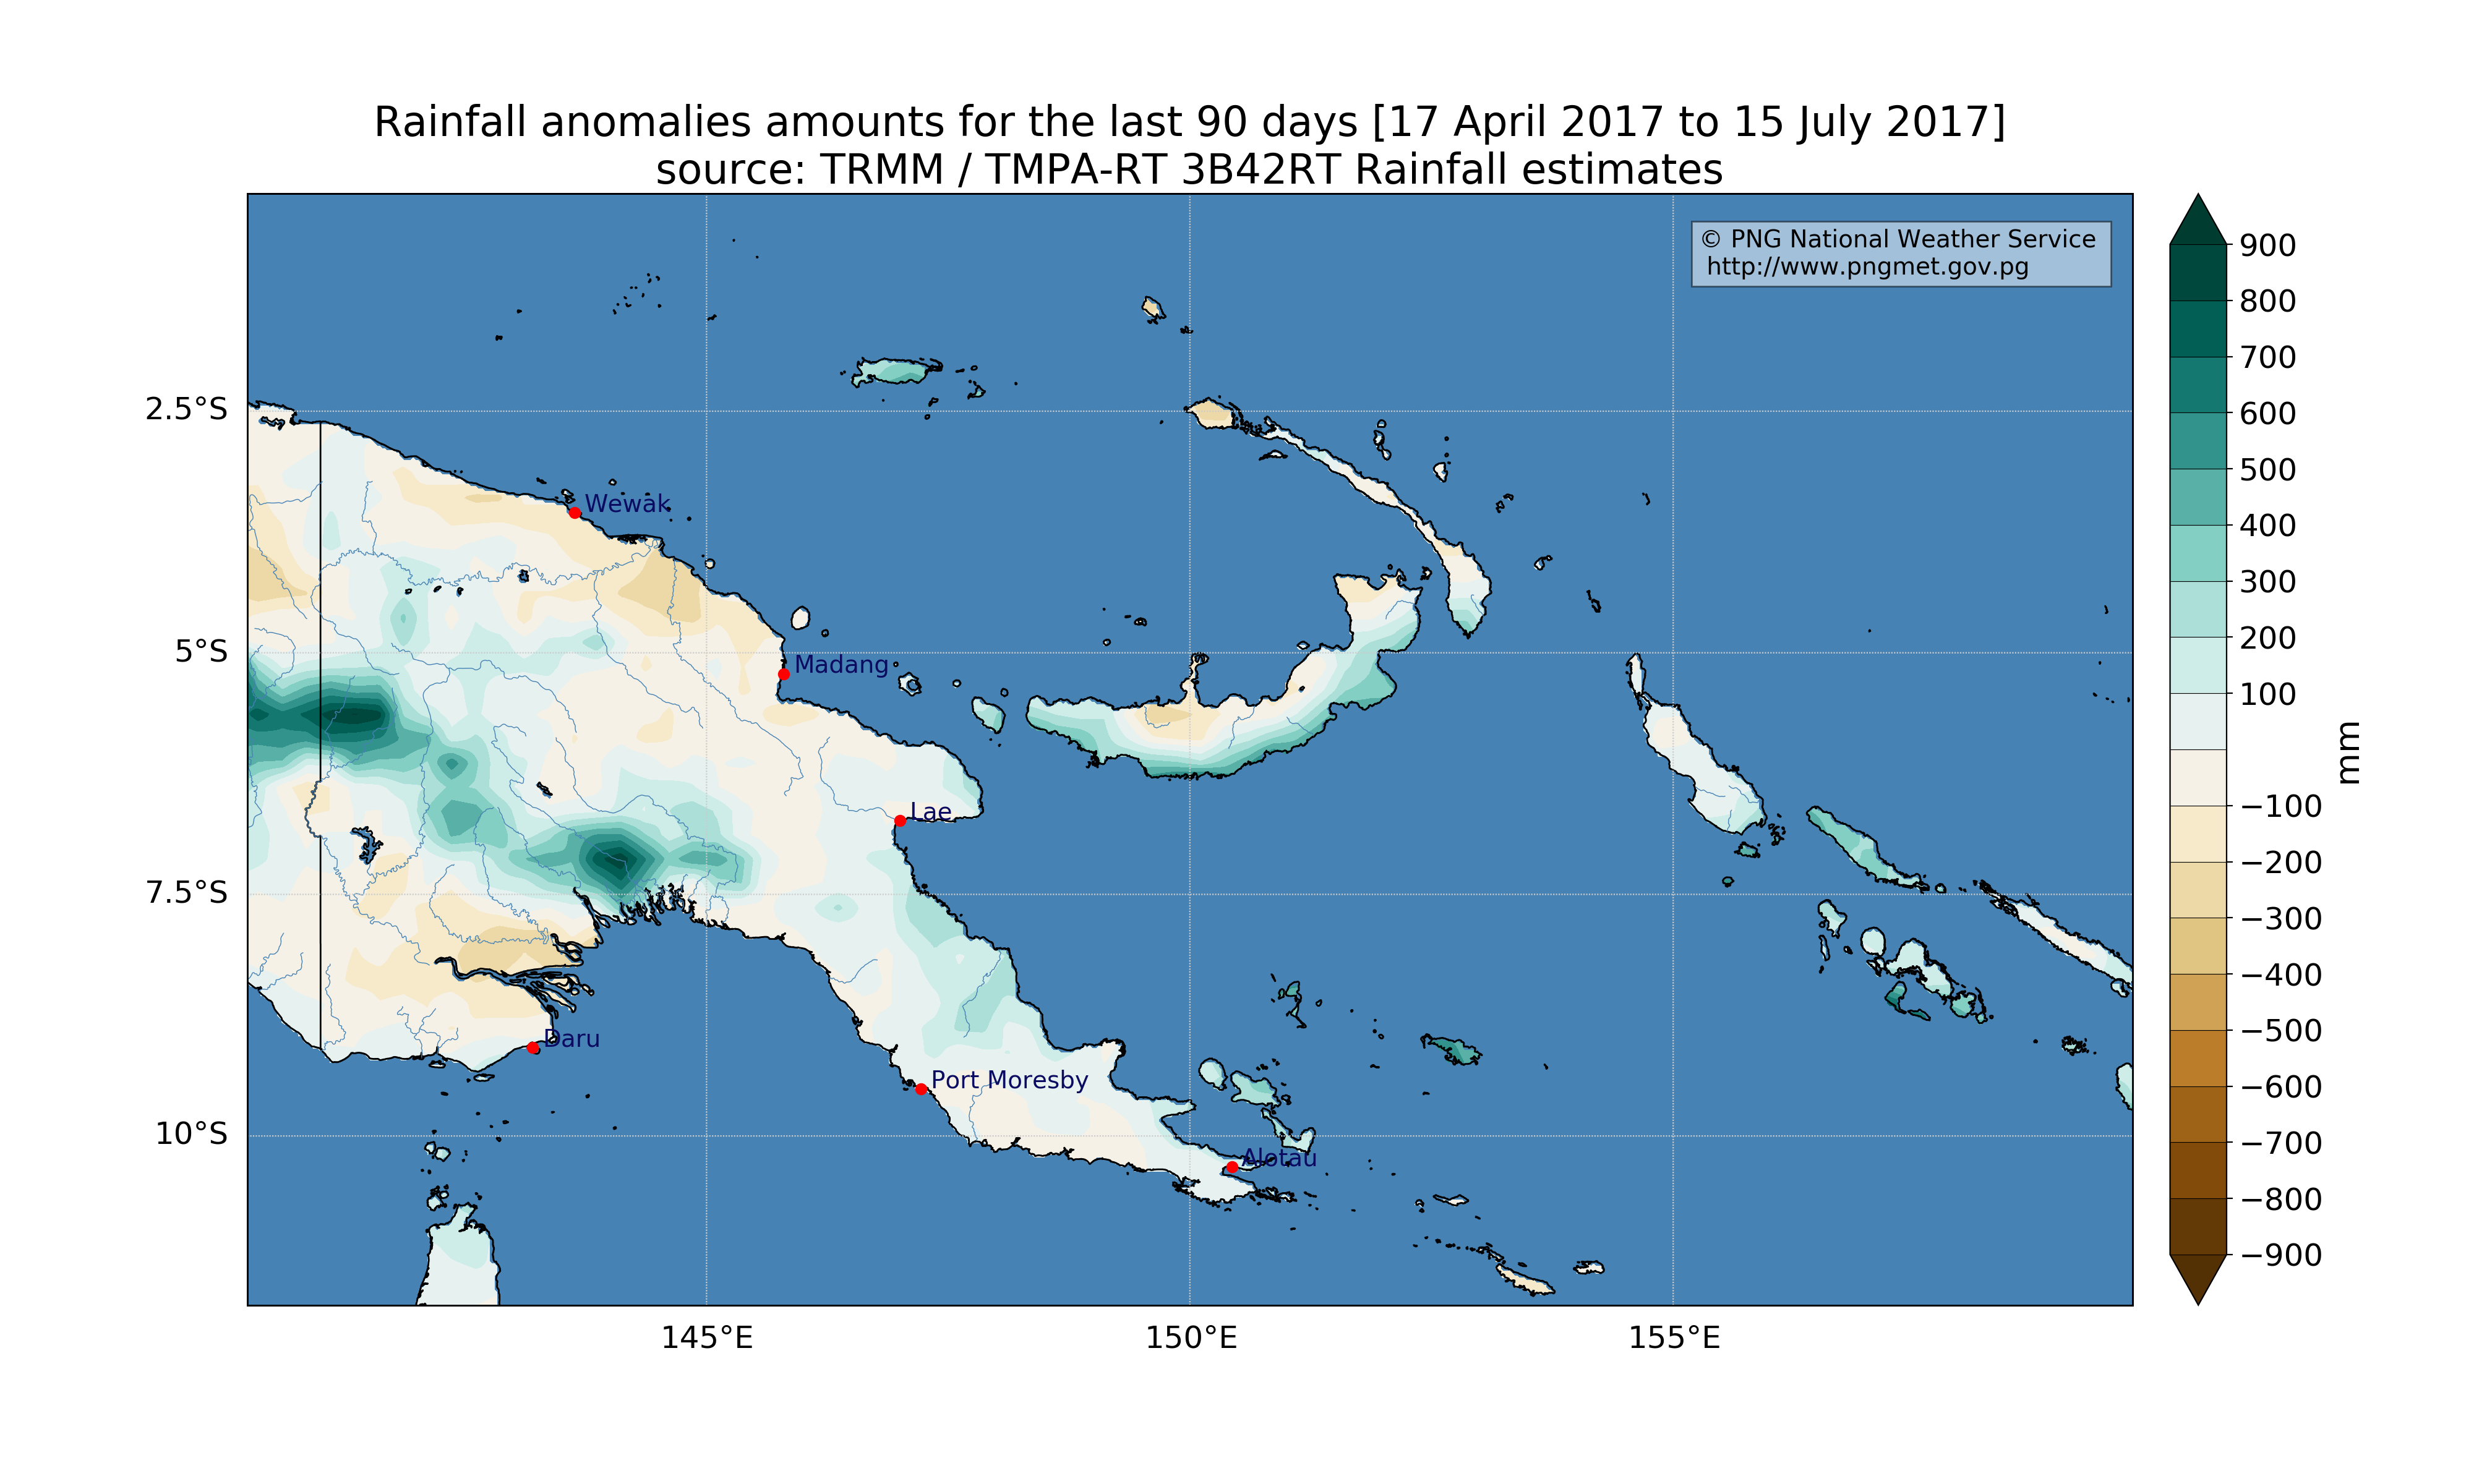 Rainfall anomalies amounts for the last 90 days [17 April 2017 to 15 July 2017]
source: TRMM / TMPA-RT 3B42RT Rainfall estimates
© PNG National Weather Service
http://www.pngmet.gov.pg
2.5°S
5°S
7.5°S
10°S
145°E
150°E
155°E
Wewak
Madang
Lae
Daru
Port Moresby
Alotau
900
800
700
600
500
400
300
200
100
−100
−200
−300
−400
−500
−600
−700
−800
−900
mm